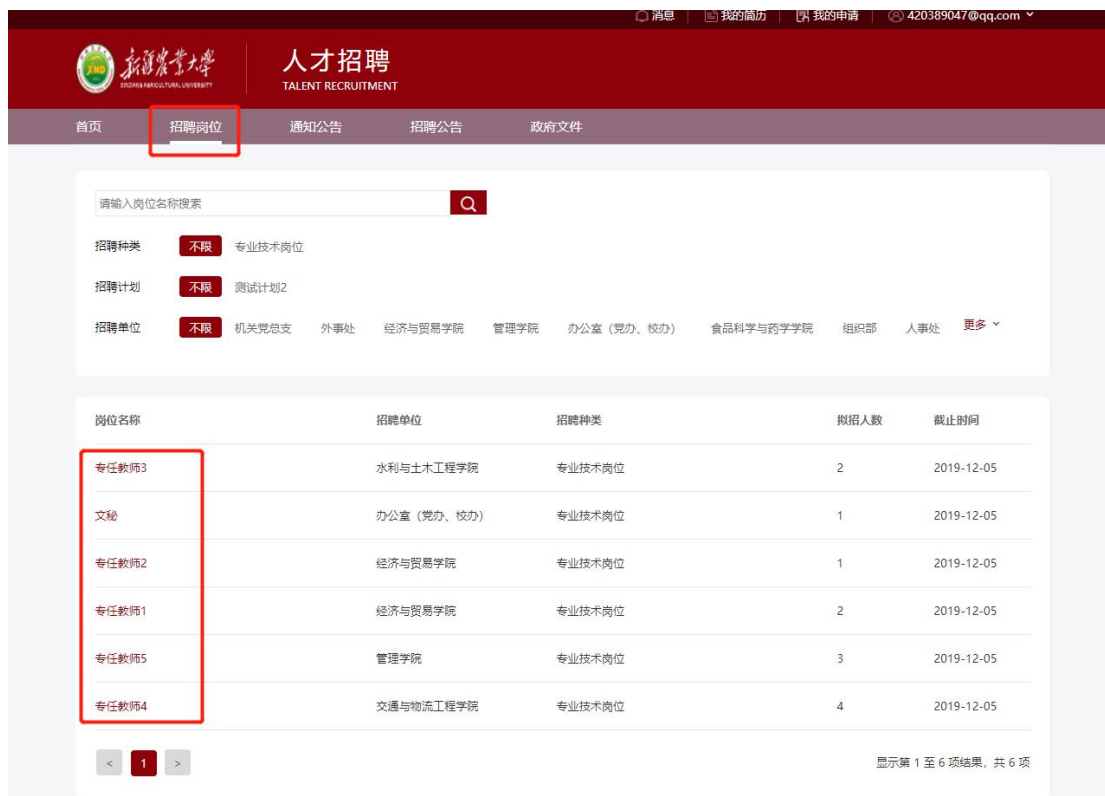 消息 我的简历 我的申请 420389047@qq.com
XND 新疆农业大学 人才招聘
XINJIANG AGRICULTURAL UNIVERSITY TALENT RECRUITMENT
首页 招聘岗位 通知公告 招聘公告 政府文件
请输入岗位名称搜索
招聘种类 不限 专业技术岗位
招聘计划 不限 测试计划2
招聘单位 不限 机关党总支 外事处 经济与贸易学院 管理学院 办公室（党办、校办） 食品科学与药学学院 组织部 人事处 更多
岗位名称 招聘单位 招聘种类 拟招人数 截止时间
专任教师3 水利与土木工程学院 专业技术岗位 2 2019-12-05
文秘 办公室（党办、校办） 专业技术岗位 1 2019-12-05
专任教师2 经济与贸易学院 专业技术岗位 1 2019-12-05
专任教师1 经济与贸易学院 专业技术岗位 2 2019-12-05
专任教师5 管理学院 专业技术岗位 3 2019-12-05
专任教师4 交通与物流工程学院 专业技术岗位 4 2019-12-05
< 1 > 显示第 1 至 6 项结果，共 6 项